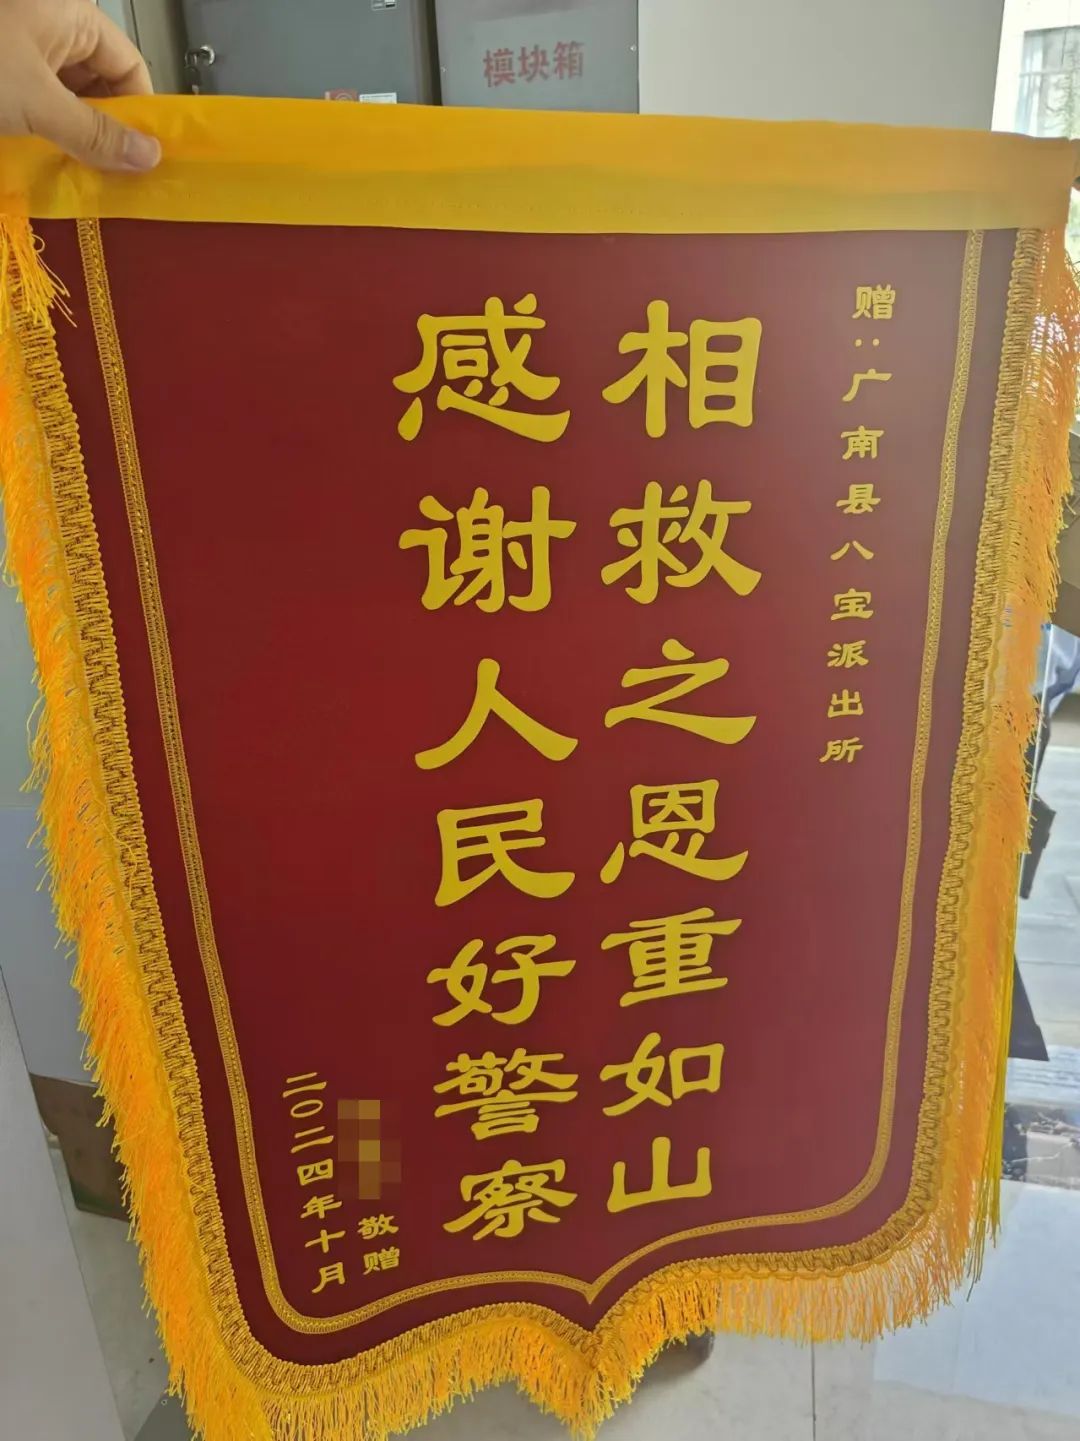 模块箱
赠:广南县八宝派出所
相救之恩重如山
感谢人民好警察
敬赠
二〇二四年十月